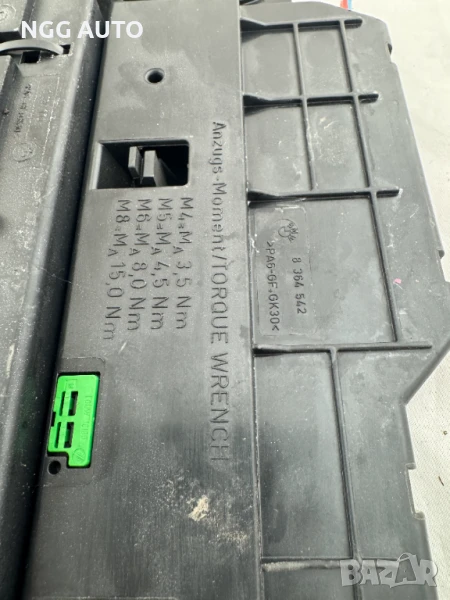 NGG AUTO
Anzugs-Moment/TORQUE WRENCH
M4=MA 3,5 Nm
M5=MA 4,5 Nm
M6=MA 8,0 Nm
M8=MA 15,0 Nm
8 364 542
>PA6-GF.GK30<
BAZAR